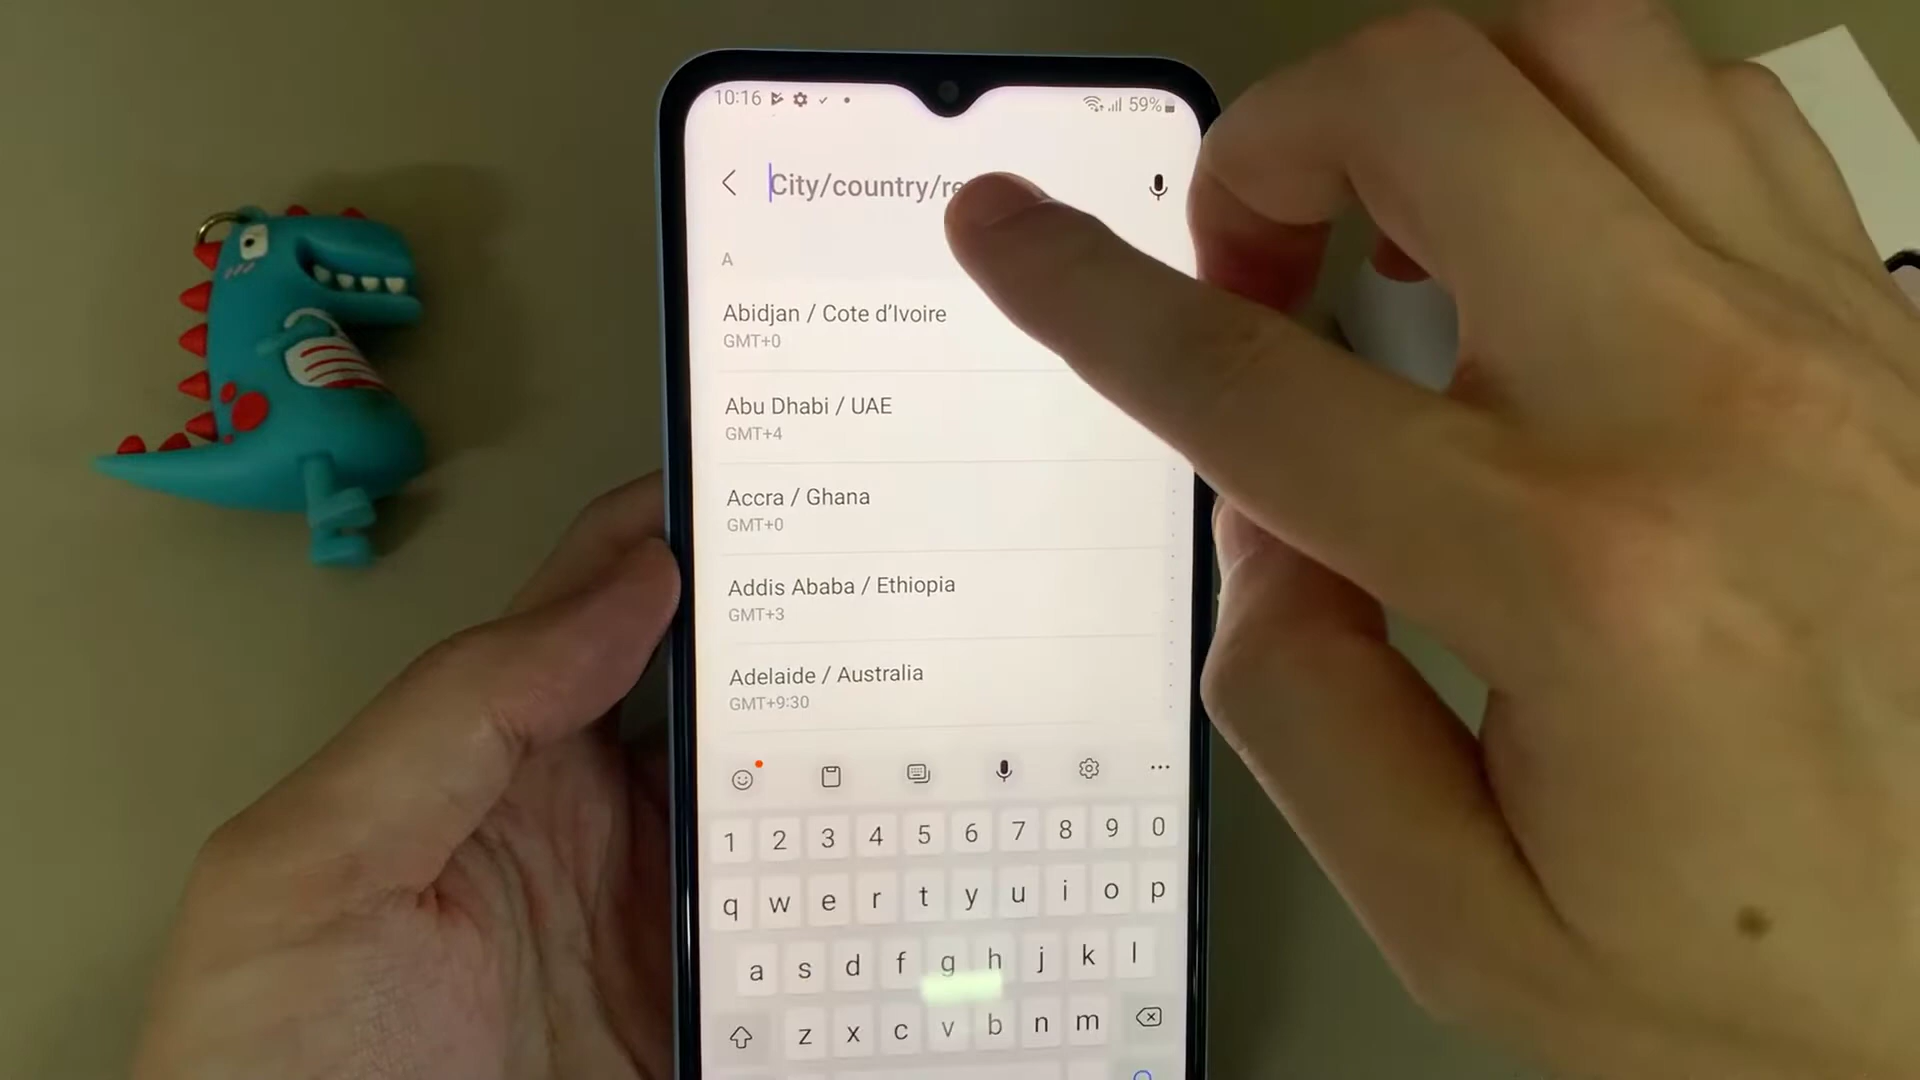 10:16 59%
City/country/re
A
Abidjan / Cote d’Ivoire
GMT+0
Abu Dhabi / UAE
GMT+4
Accra / Ghana
GMT+0
Addis Ababa / Ethiopia
GMT+3
Adelaide / Australia
GMT+9:30
1 2 3 4 5 6 7 8 9 0
q w e r t y u i o p
a s d f g h j k l
z x c v b n m